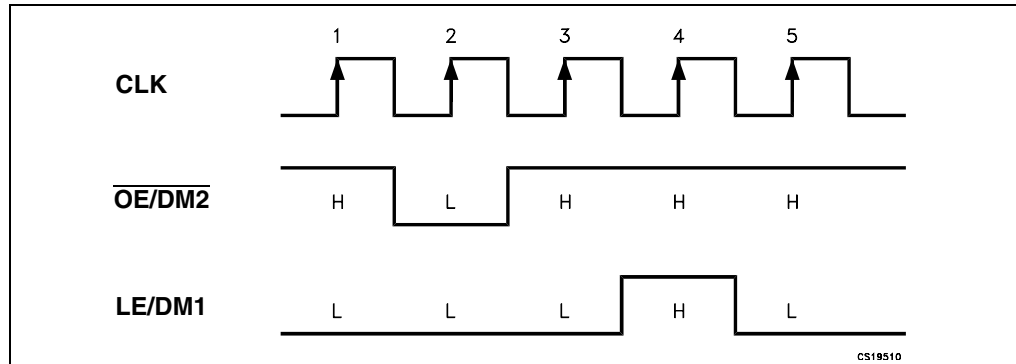 1 2 3 4 5
CLK
OE/DM2 H L H H H
LE/DM1 L L L H L
CS19510